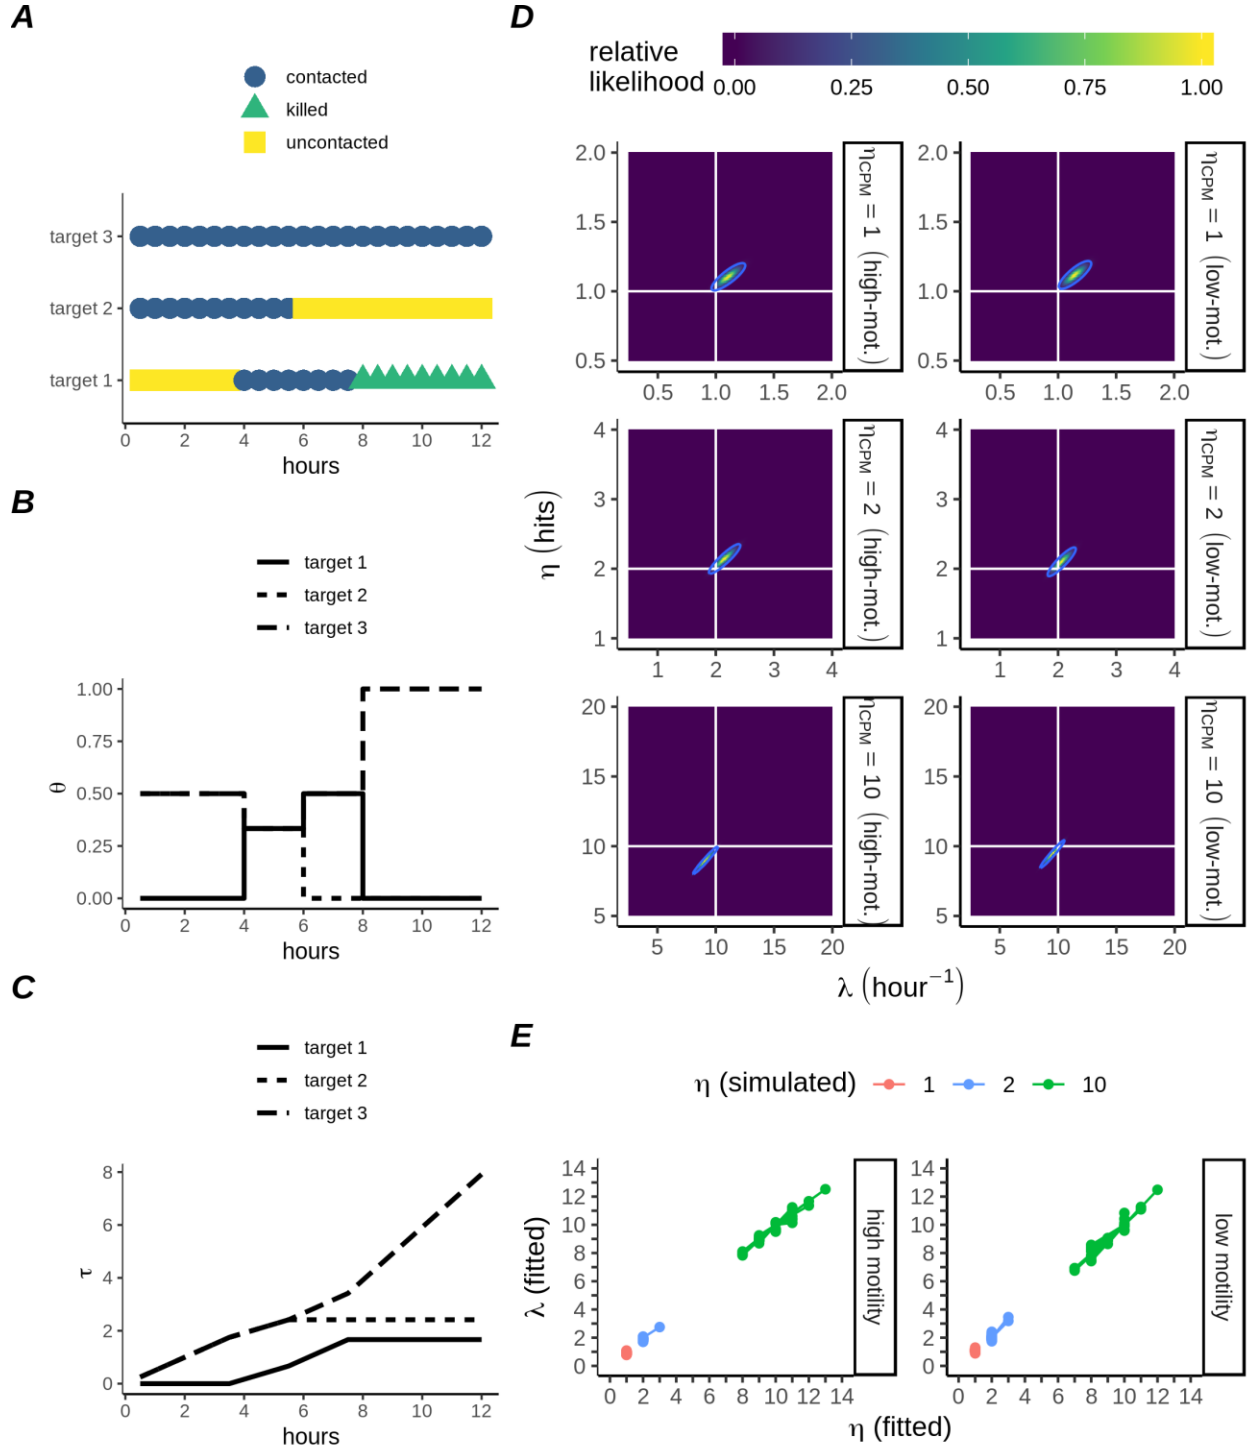 A
contacted
killed
uncontacted
target 3
target 2
target 1
0 2 4 6 8 10 12
hours
B
target 1
target 2
target 3
1.00
0.75
0.50
0.25
0.00
θ
0 2 4 6 8 10 12
hours
C
target 1
target 2
target 3
8
6
4
2
0
τ
0 2 4 6 8 10 12
hours
D
relative
likelihood
0.00 0.25 0.50 0.75 1.00
η (hits)
2.0
1.5
1.0
0.5
0.5 1.0 1.5 2.0
ηCPM = 1 (high-mot.)
2.0
1.5
1.0
0.5
0.5 1.0 1.5 2.0
ηCPM = 1 (low-mot.)
4
3
2
1
1 2 3 4
ηCPM = 2 (high-mot.)
4
3
2
1
1 2 3 4
ηCPM = 2 (low-mot.)
20
15
10
5
5 10 15 20
ηCPM = 10 (high-mot.)
20
15
10
5
5 10 15 20
ηCPM = 10 (low-mot.)
λ (hour⁻¹)
E
η (simulated) 1 2 10
λ (fitted)
14
12
10
8
6
4
2
0
0 2 4 6 8 10 12 14
high motility
14
12
10
8
6
4
2
0
0 2 4 6 8 10 12 14
low motility
η (fitted)